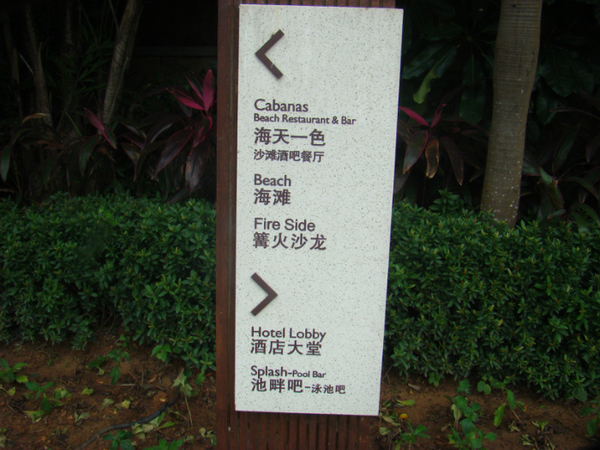 Cabanas
Beach Restaurant & Bar
海天一色
沙滩酒吧餐厅
Beach
海滩
Fire Side
篝火沙龙
Hotel Lobby
酒店大堂
Splash-Pool Bar
池畔吧-泳池吧